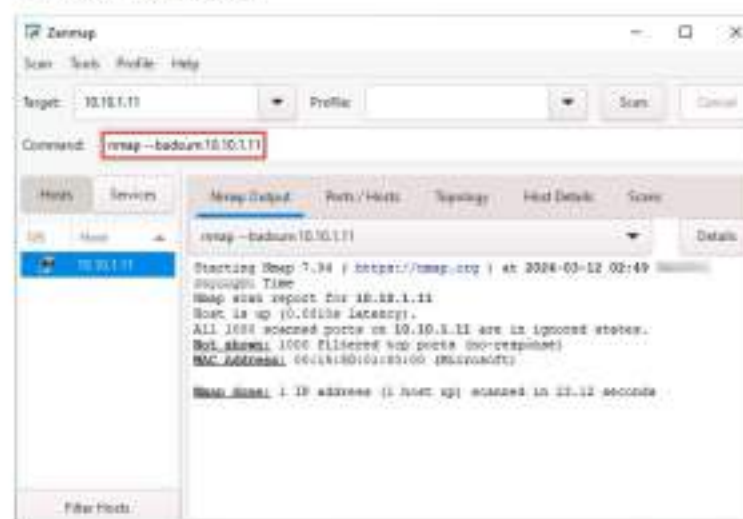 Zenmap
Scan Tools Profile Help
Target: 10.10.1.11 Profile: Scan Cancel
Command: nmap --badsum 10.10.1.11
Hosts Services
Nmap Output Ports / Hosts Topology Host Details Scans
OS Host
nmap --badsum 10.10.1.11 Details
10.10.1.11
Starting Nmap 7.94 ( https://nmap.org ) at 2024-03-12 02:49
Time
Nmap scan report for 10.10.1.11
Host is up (0.0010s latency).
All 1000 scanned ports on 10.10.1.11 are in ignored states.
Not shown: 1000 filtered tcp ports (no-response)
MAC Address: (Microsoft)
Nmap done: 1 IP address (1 host up) scanned in seconds
Filter Hosts